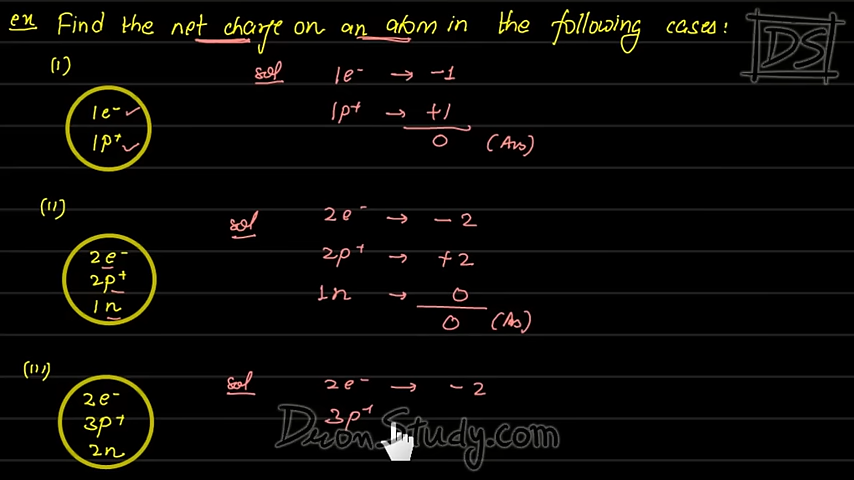 ex Find the net charge on an atom in the following cases:
DS
(I)
sol 1e⁻ → -1
1e⁻
1p⁺ → +1
1p⁺
0 (Ans)
(II)
sol 2e⁻ → -2
2e⁻
2p⁺ → +2
2p⁺
1n
1n → 0
0 (As)
(III)
sol 2e⁻ → -2
2e⁻
3p⁺
3p⁺
2n
DronStudy.com